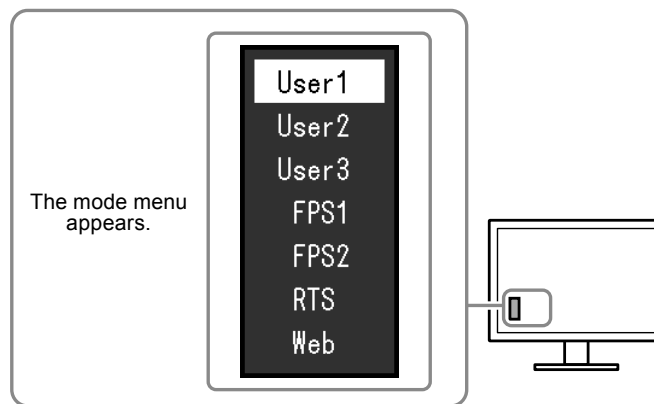 The mode menu
appears.
User1
User2
User3
FPS1
FPS2
RTS
Web